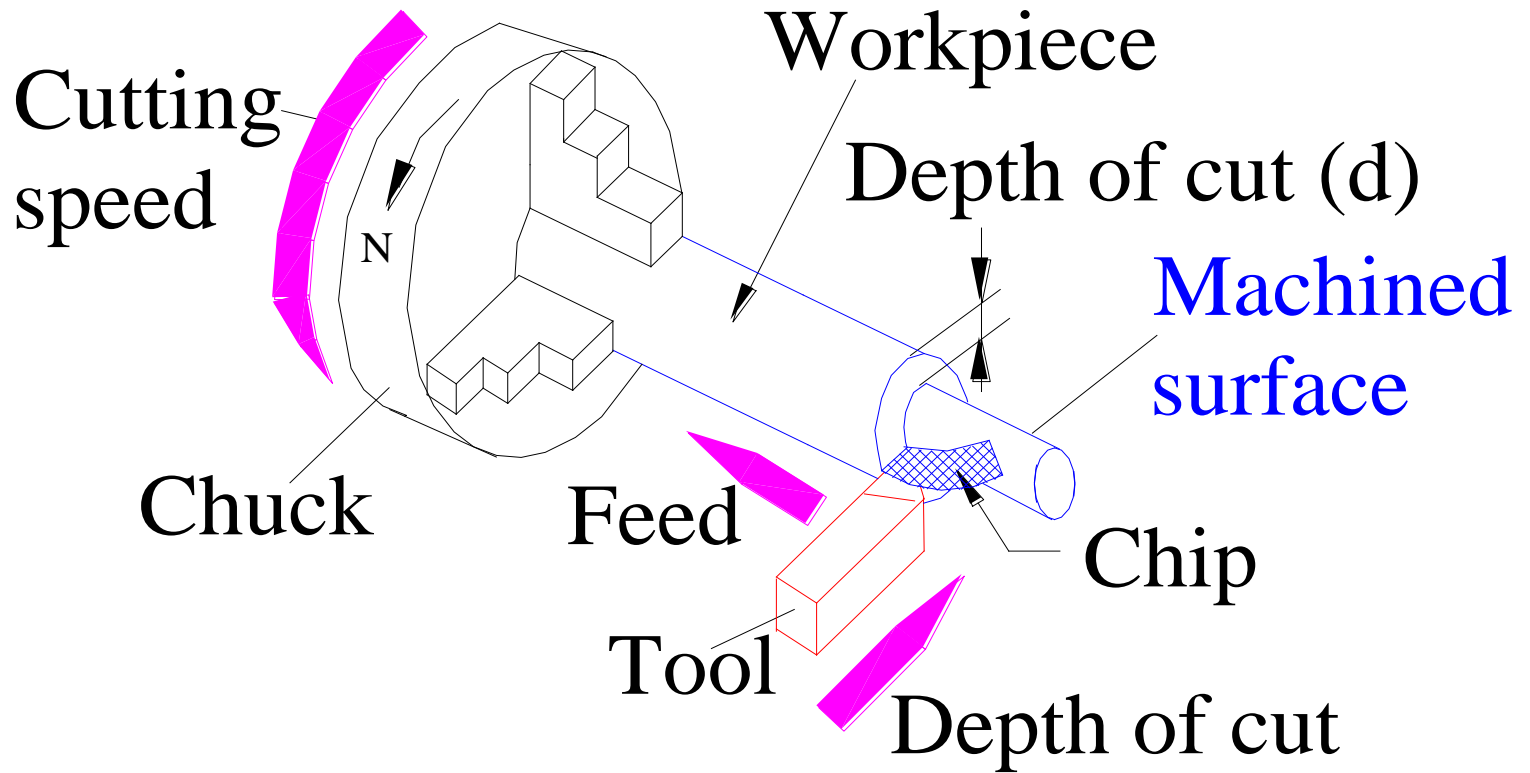 Workpiece
Cutting
speed
Depth of cut (d)
N
Machined
surface
Chuck
Feed
Chip
Tool
Depth of cut